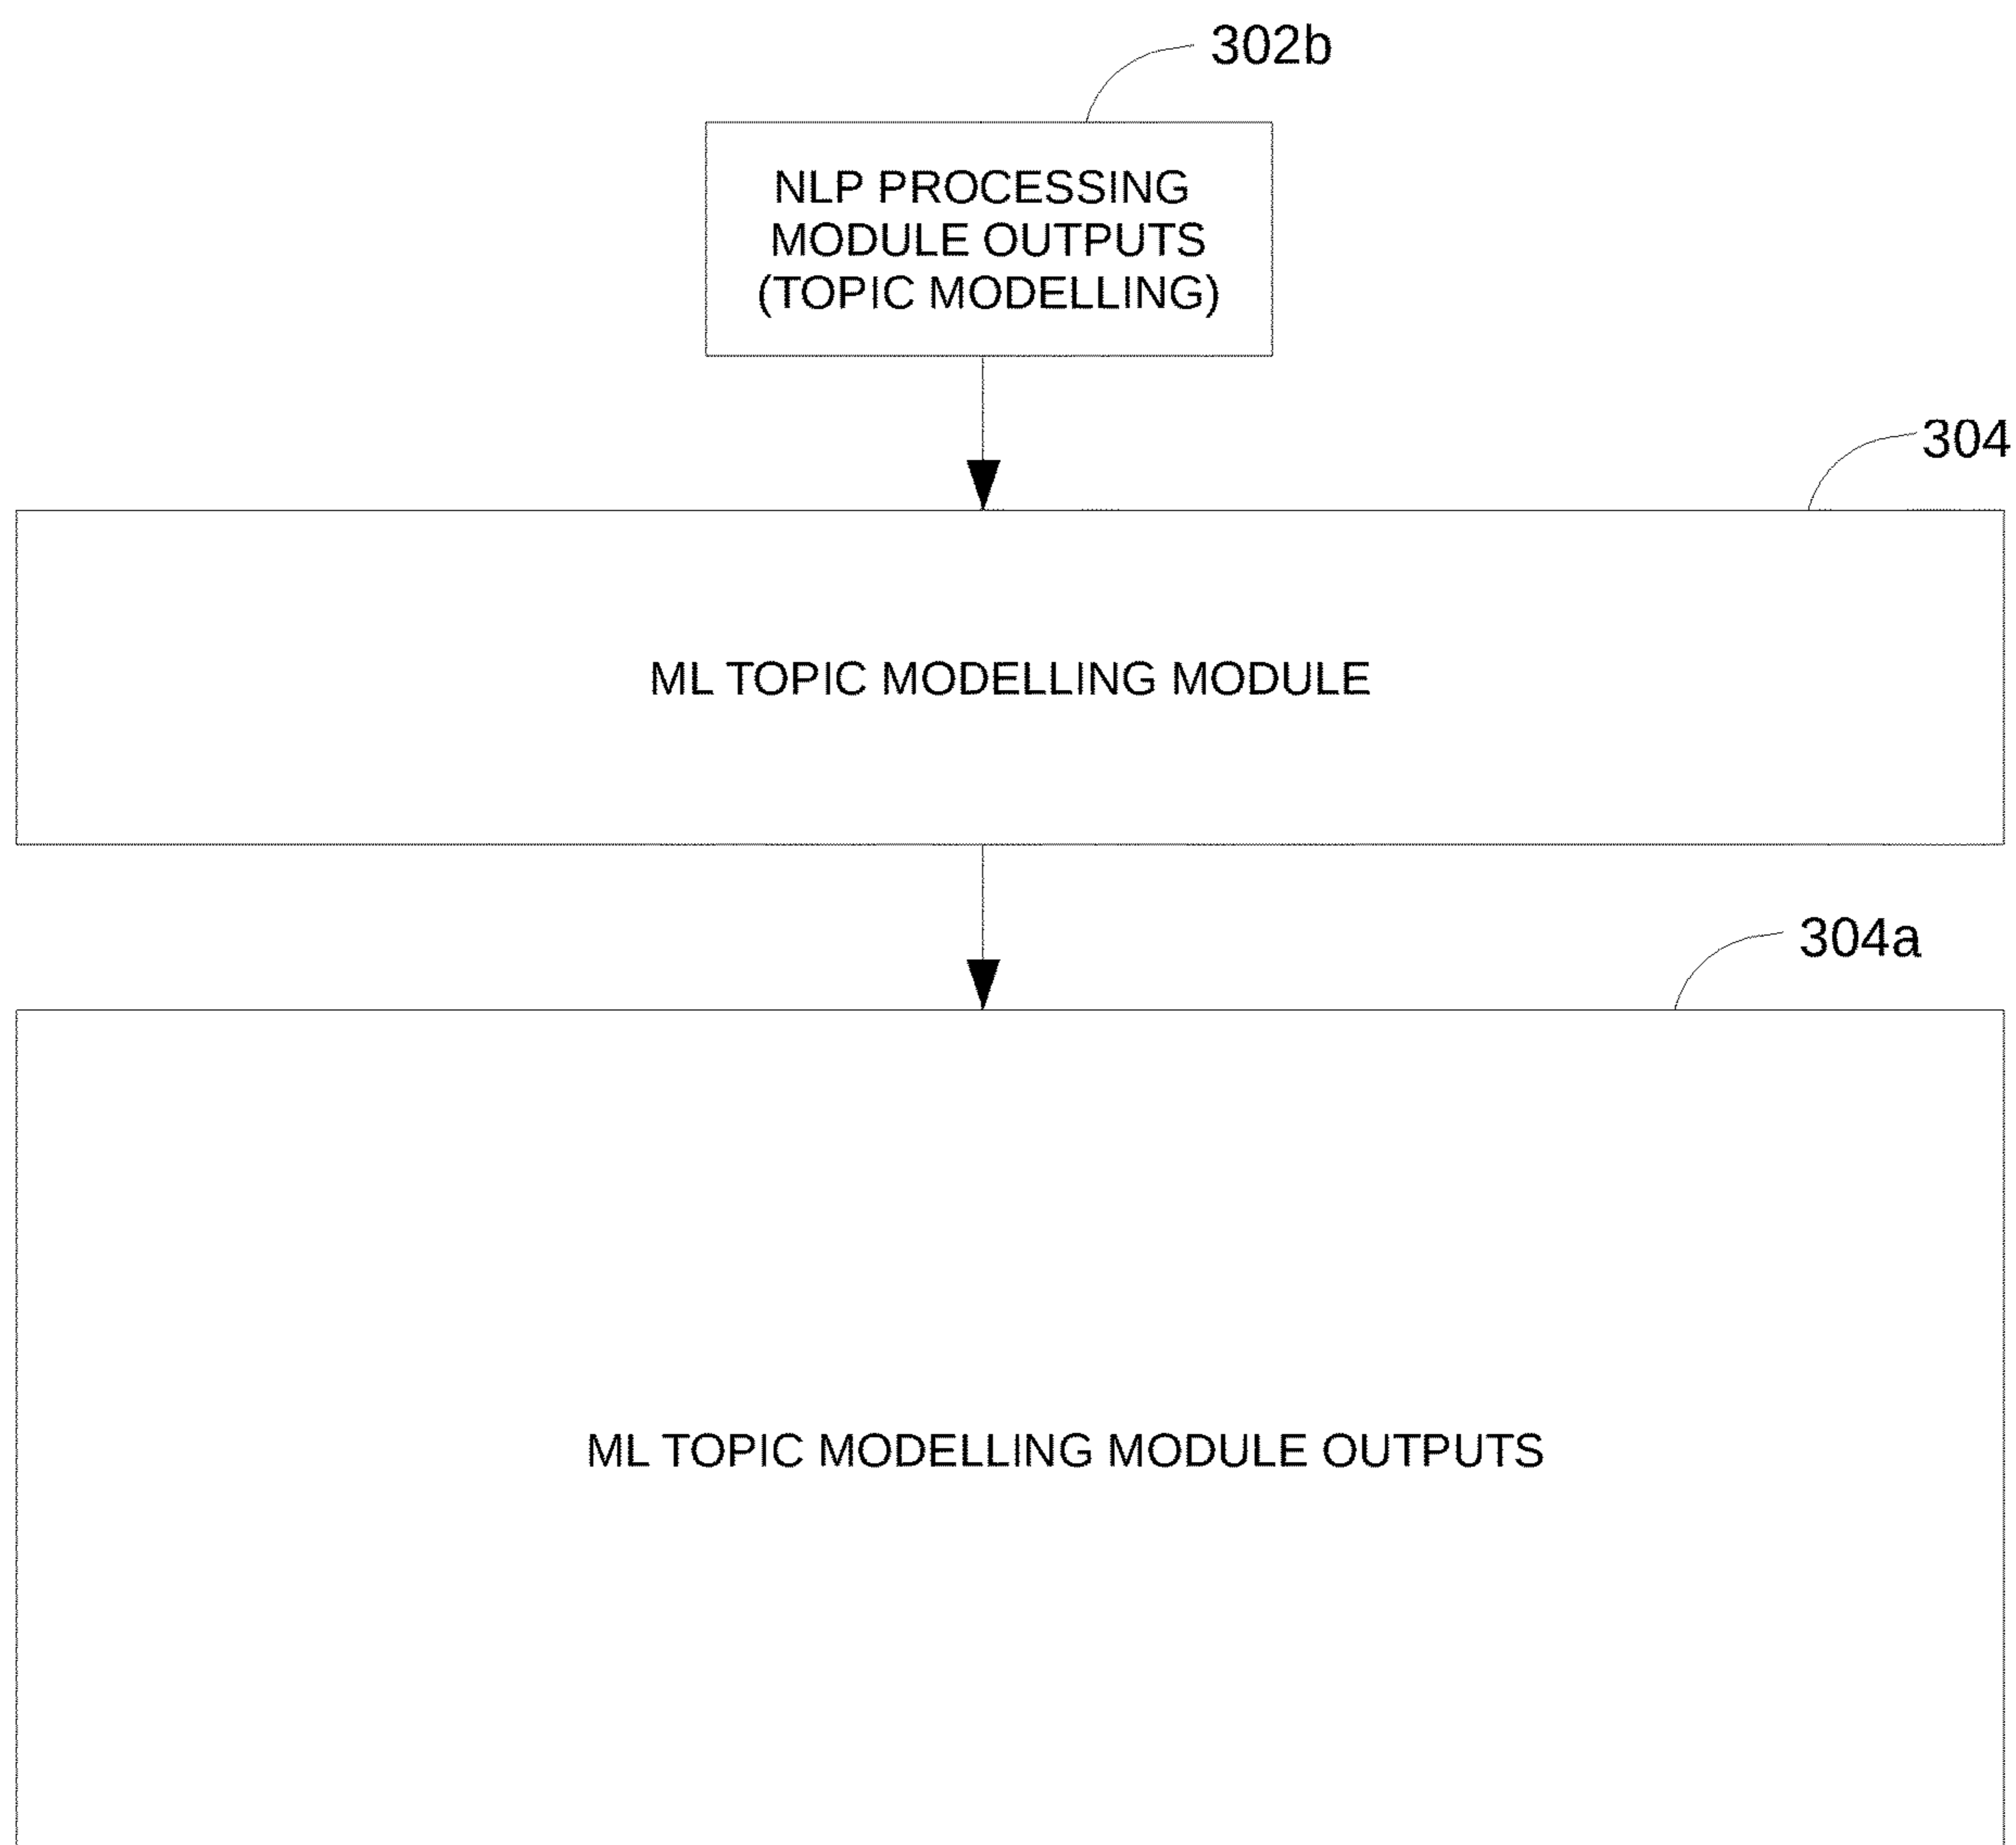 302b
NLP PROCESSING
MODULE OUTPUTS
(TOPIC MODELLING)
304
ML TOPIC MODELLING MODULE
304a
ML TOPIC MODELLING MODULE OUTPUTS